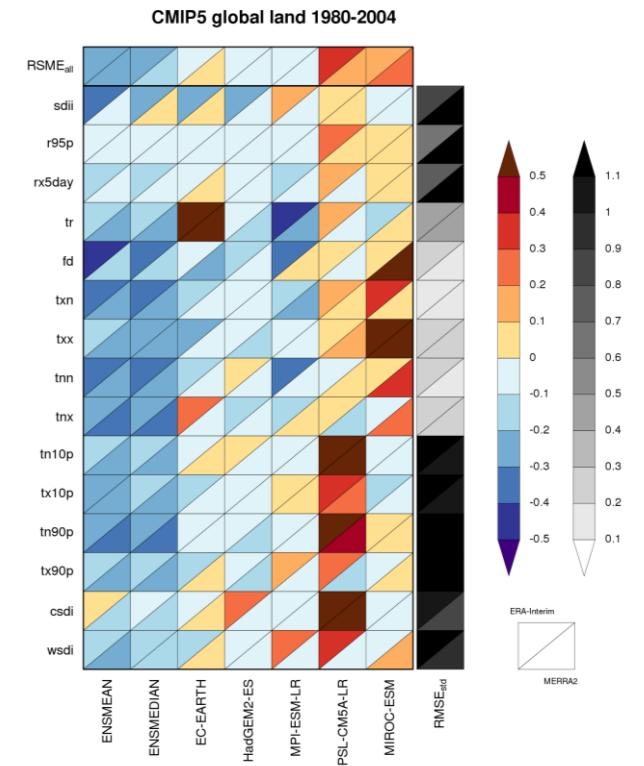 CMIP5 global land 1980-2004
RSMEall
sdii
r95p
rx5day
tr
fd
txn
txx
tnn
tnx
tn10p
tx10p
tn90p
tx90p
csdi
wsdi
ENSMEAN
ENSMEDIAN
EC-EARTH
HadGEM2-ES
MPI-ESM-LR
PSL-CM5A-LR
MIROC-ESM
RMSEstd
0.5
0.4
0.3
0.2
0.1
0
-0.1
-0.2
-0.3
-0.4
-0.5
1.1
1
0.9
0.8
0.7
0.6
0.5
0.4
0.3
0.2
0.1
ERA-Interim
MERRA2